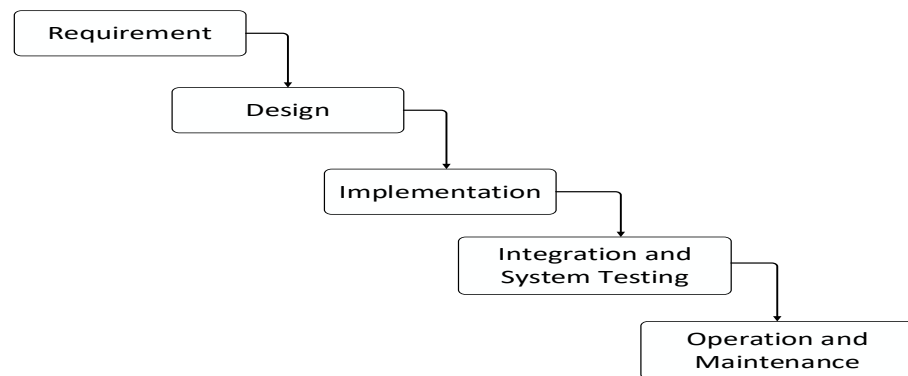 Requirement
Design
Implementation
Integration and
System Testing
Operation and
Maintenance